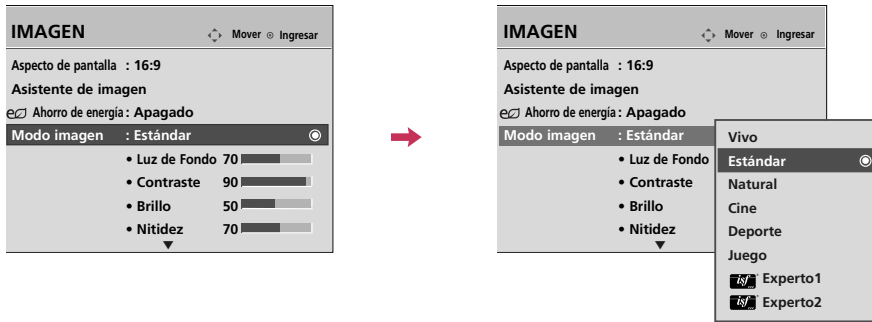 IMAGEN
Mover
Ingresar
Aspecto de pantalla : 16:9
Asistente de imagen
Ahorro de energía : Apagado
Modo imagen : Estándar
• Luz de Fondo 70
• Contraste 90
• Brillo 50
• Nitidez 70
IMAGEN
Mover
Ingresar
Aspecto de pantalla : 16:9
Asistente de imagen
Ahorro de energía : Apagado
Modo imagen : Estándar
• Luz de Fondo
• Contraste
• Brillo
• Nitidez
Vivo
Estándar
Natural
Cine
Deporte
Juego
isf Experto1
isf Experto2